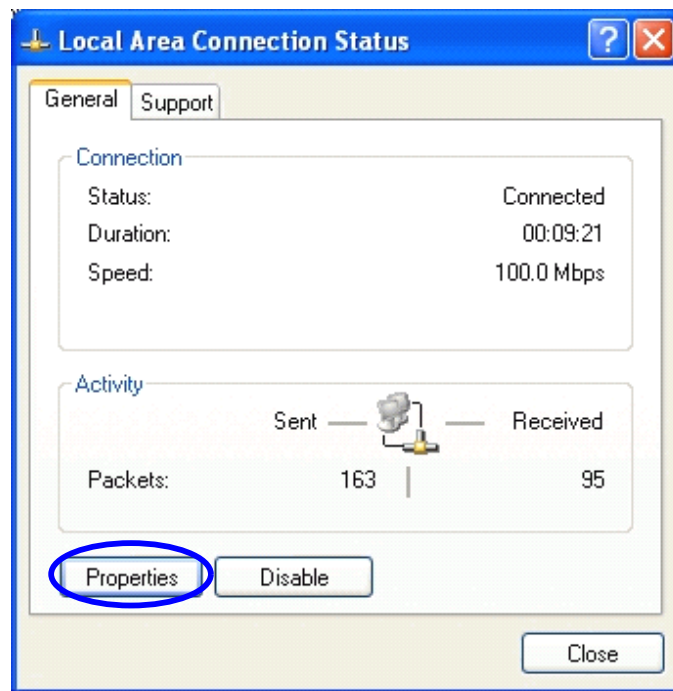 Local Area Connection Status
General Support
Connection
Status: Connected
Duration: 00:09:21
Speed: 100.0 Mbps
Activity
Sent Received
Packets: 163 95
Properties Disable
Close